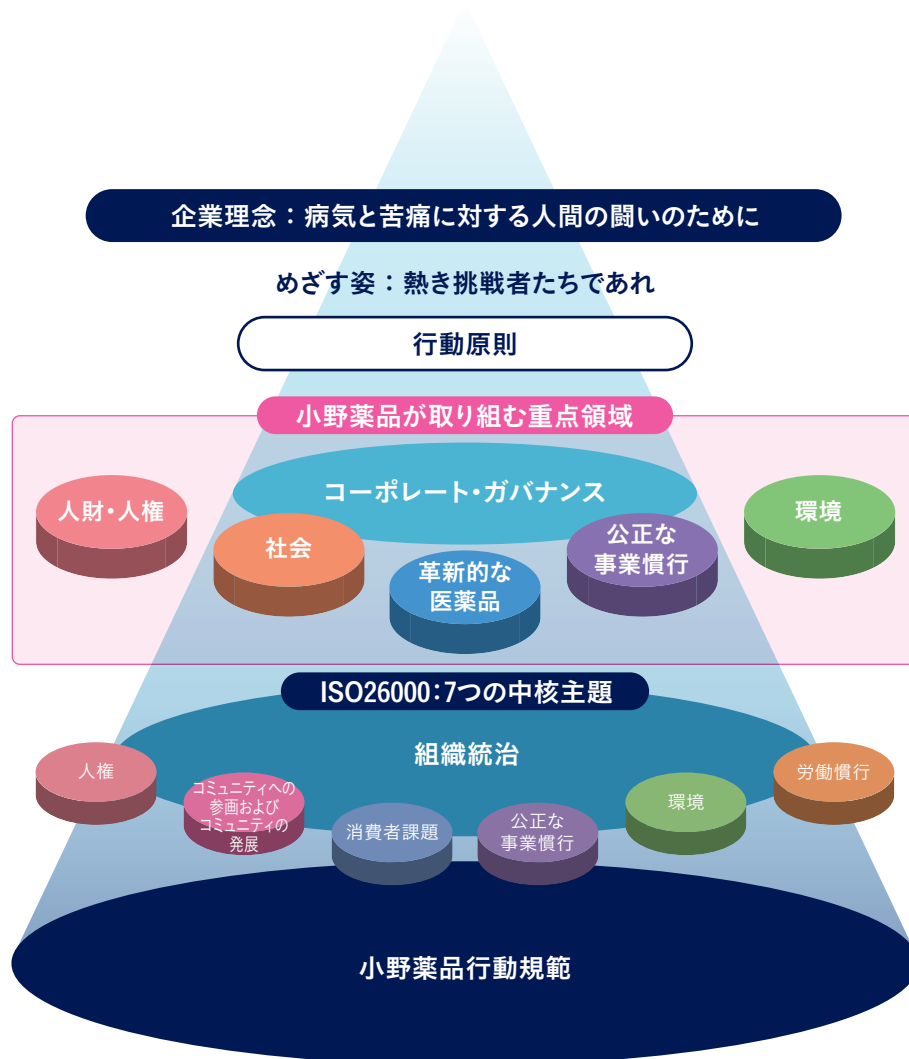 企業理念：病気と苦痛に対する人間の闘いのために
めざす姿：熱き挑戦者たちであれ
行動原則
小野薬品が取り組む重点領域
コーポレート・ガバナンス
人財・人権
社会
革新的な
医薬品
公正な
事業慣行
環境
ISO26000：7つの中核主題
組織統治
人権
コミュニティへの
参画および
コミュニティの
発展
消費者課題
公正な
事業慣行
環境
労働慣行
小野薬品行動規範